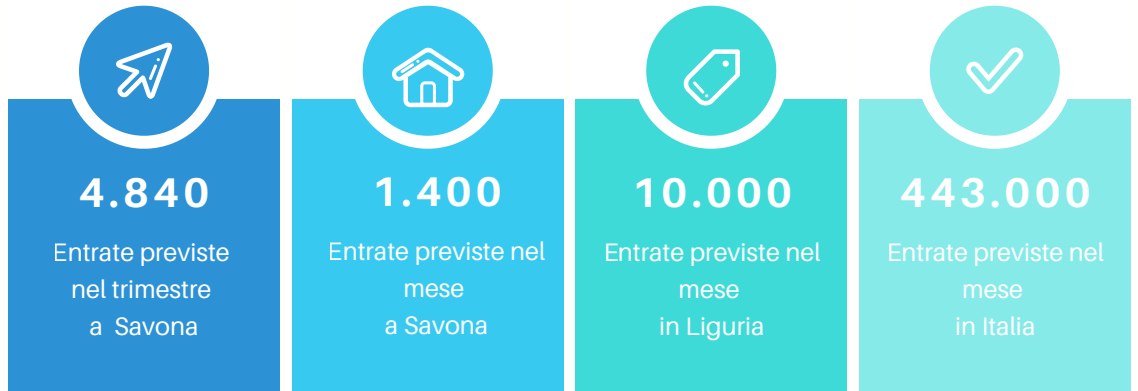 4.840
Entrate previste
nel trimestre
a Savona
1.400
Entrate previste nel
mese
a Savona
10.000
Entrate previste nel
mese
in Liguria
443.000
Entrate previste nel
mese
in Italia